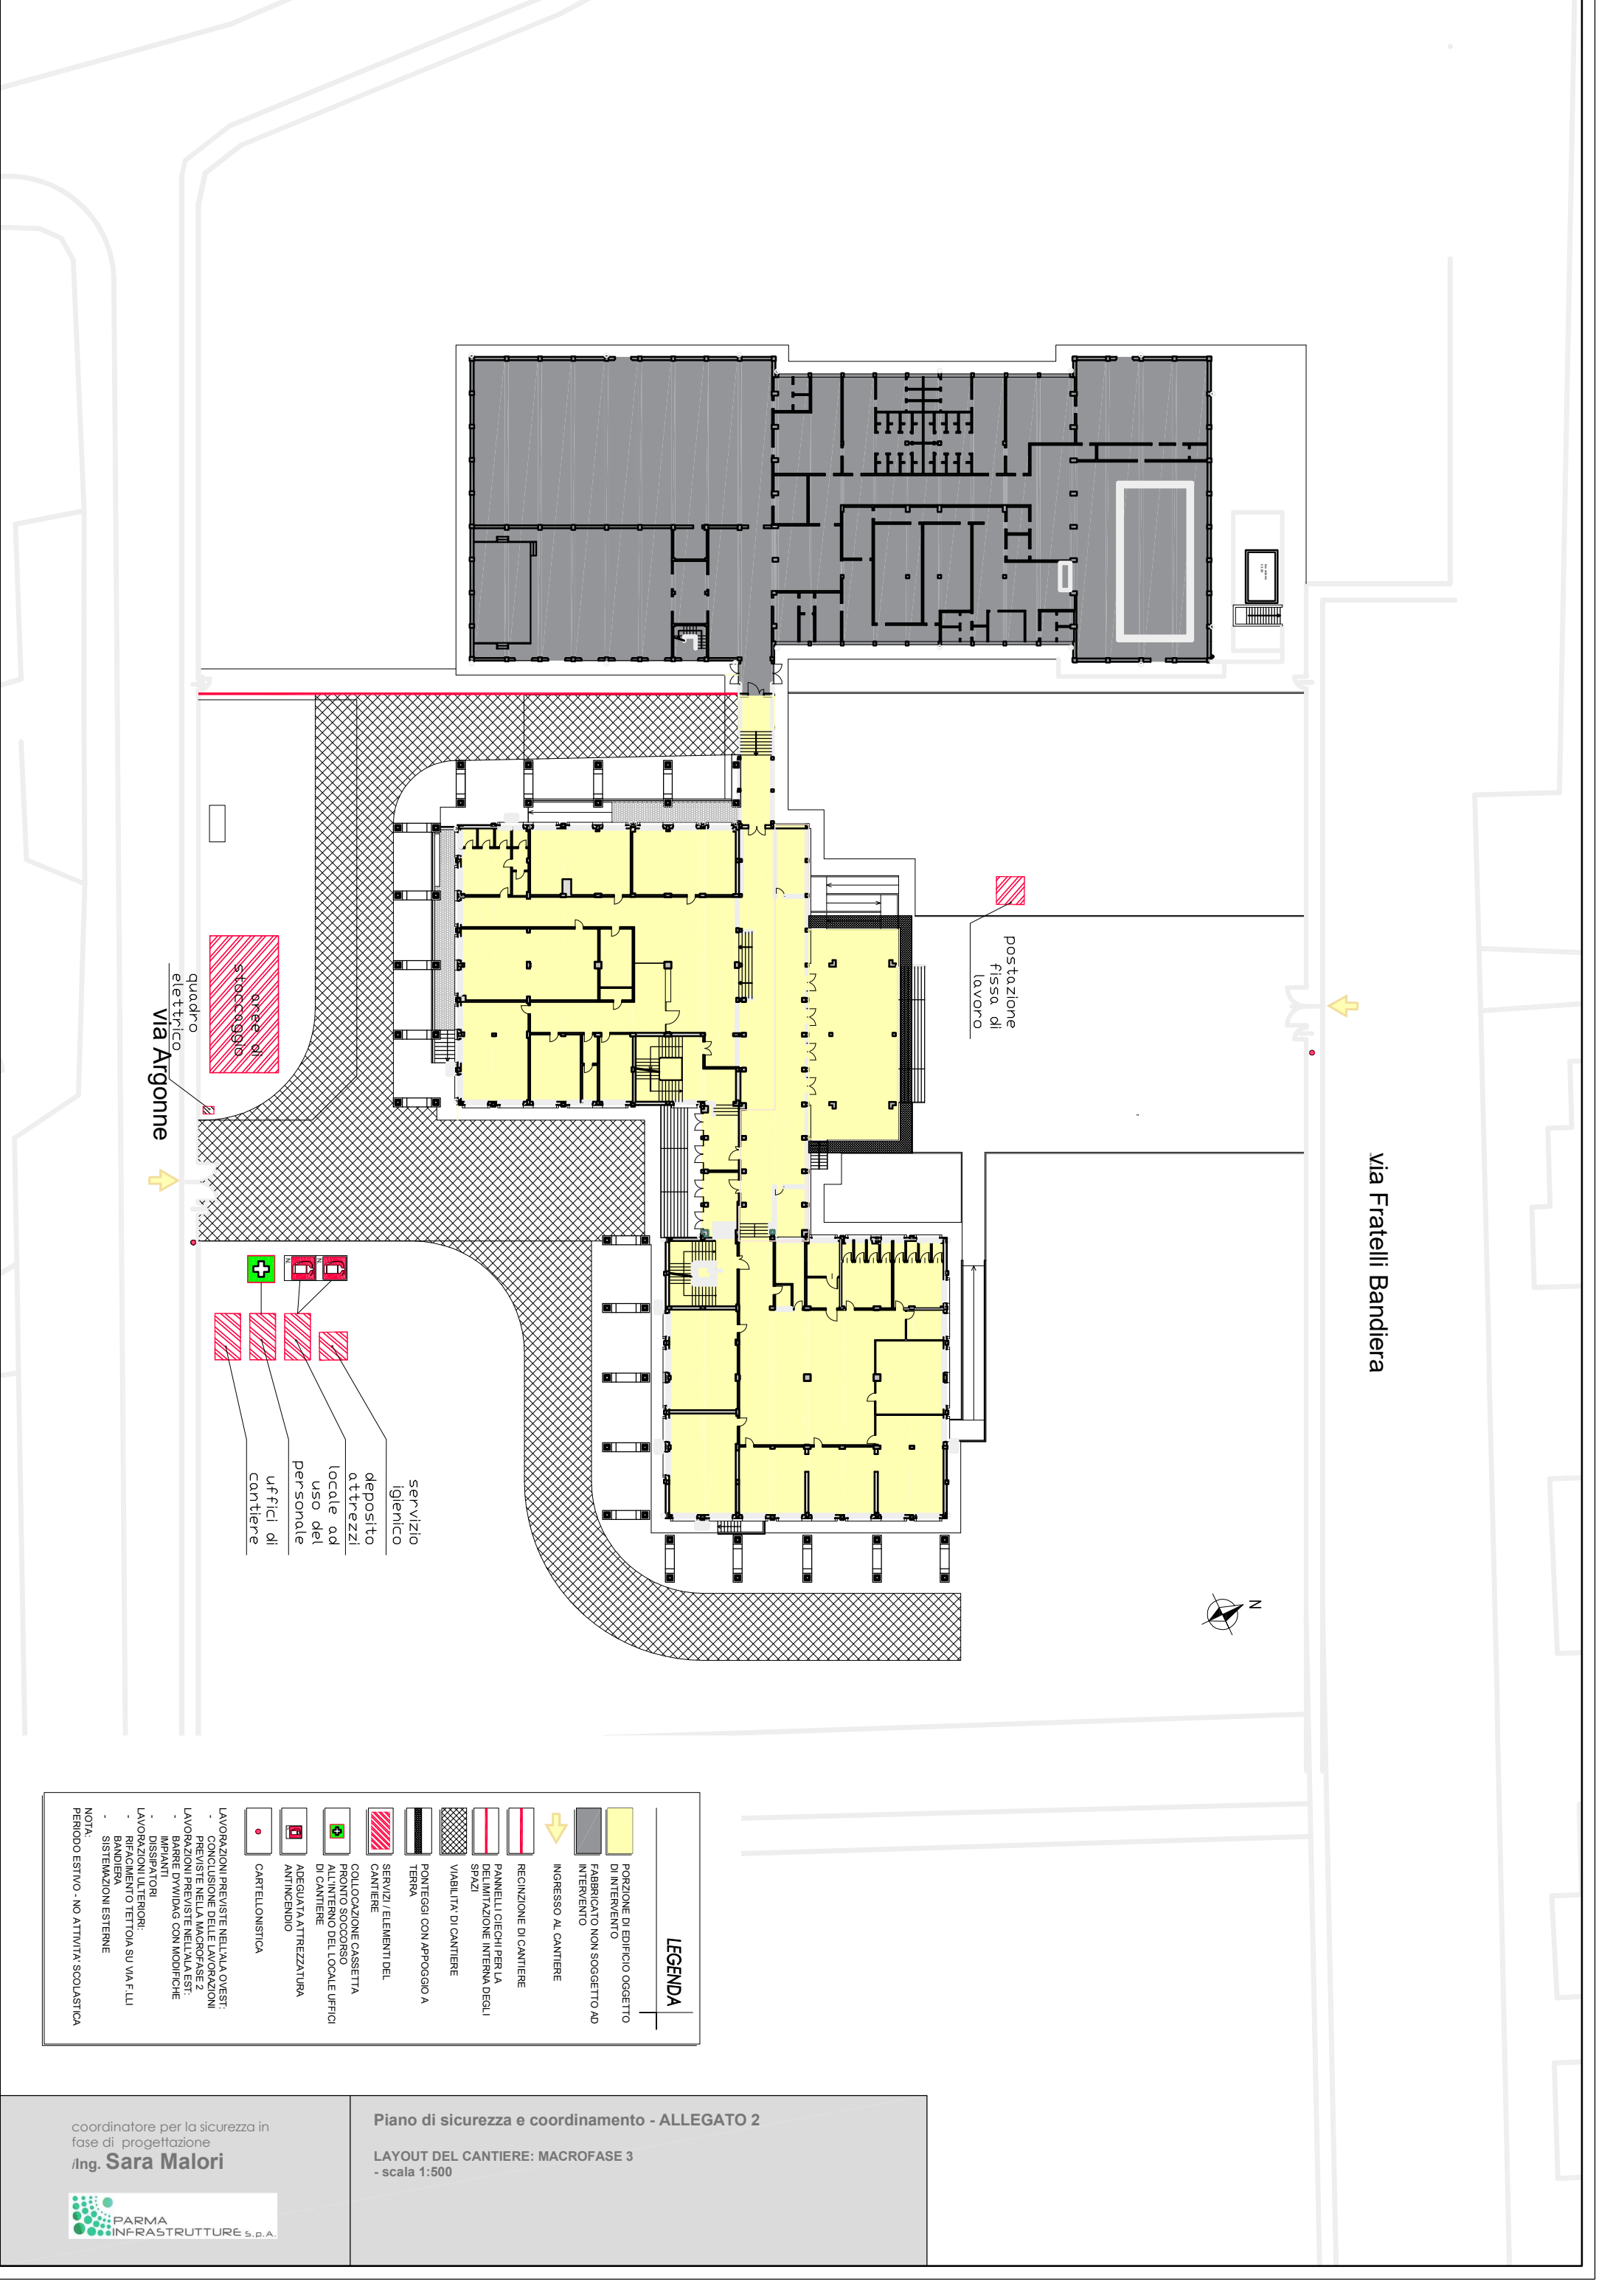 postazione
fissa di
lavoro
aree di
stoccaggio
quadro
elettrico
via Argonne
via Fratelli Bandiera
N
N
N
servizio
igienico
deposito
attrezzi
locale ad
uso del
personale
uffici di
cantiere
LEGENDA
PORZIONE DI EDIFICIO OGGETTO
DI INTERVENTO
FABBRICATO NON SOGGETTO AD
INTERVENTO
INGRESSO AL CANTIERE
RECINZIONE DI CANTIERE
PANNELLI CIECHI PER LA
DELIMITAZIONE INTERNA DEGLI
SPAZI
VIABILITA' DI CANTIERE
PONTEGGI CON APPOGGIO A
TERRA
SERVIZI / ELEMENTI DEL
CANTIERE
COLLOCAZIONE CASSETTA
PRONTO SOCCORSO
ALL'INTERNO DEL LOCALE UFFICI
DI CANTIERE
ADEGUATA ATTREZZATURA
ANTINCENDIO
CARTELLONISTICA
LAVORAZIONI PREVISTE NELL'ALA OVEST:
- CONCLUSIONE DELLE LAVORAZIONI
PREVISTE NELLA MACROFASE 2
LAVORAZIONI PREVISTE NELL'ALA EST:
- BARRE DYWIDAG CON MODIFICHE
IMPIANTI
- DISSIPATORI
LAVORAZIONI ULTERIORI:
- RIFACIMENTO TETTOIA SU VIA F.LLI
BANDIERA
- SISTEMAZIONI ESTERNE
NOTA:
PERIODO ESTIVO - NO ATTIVITA' SCOLASTICA
coordinatore per la sicurezza in
fase di progettazione
Ing. Sara Malori
PARMA
INFRASTRUTTURE S.p.A.
Piano di sicurezza e coordinamento - ALLEGATO 2
LAYOUT DEL CANTIERE: MACROFASE 3
- scala 1:500